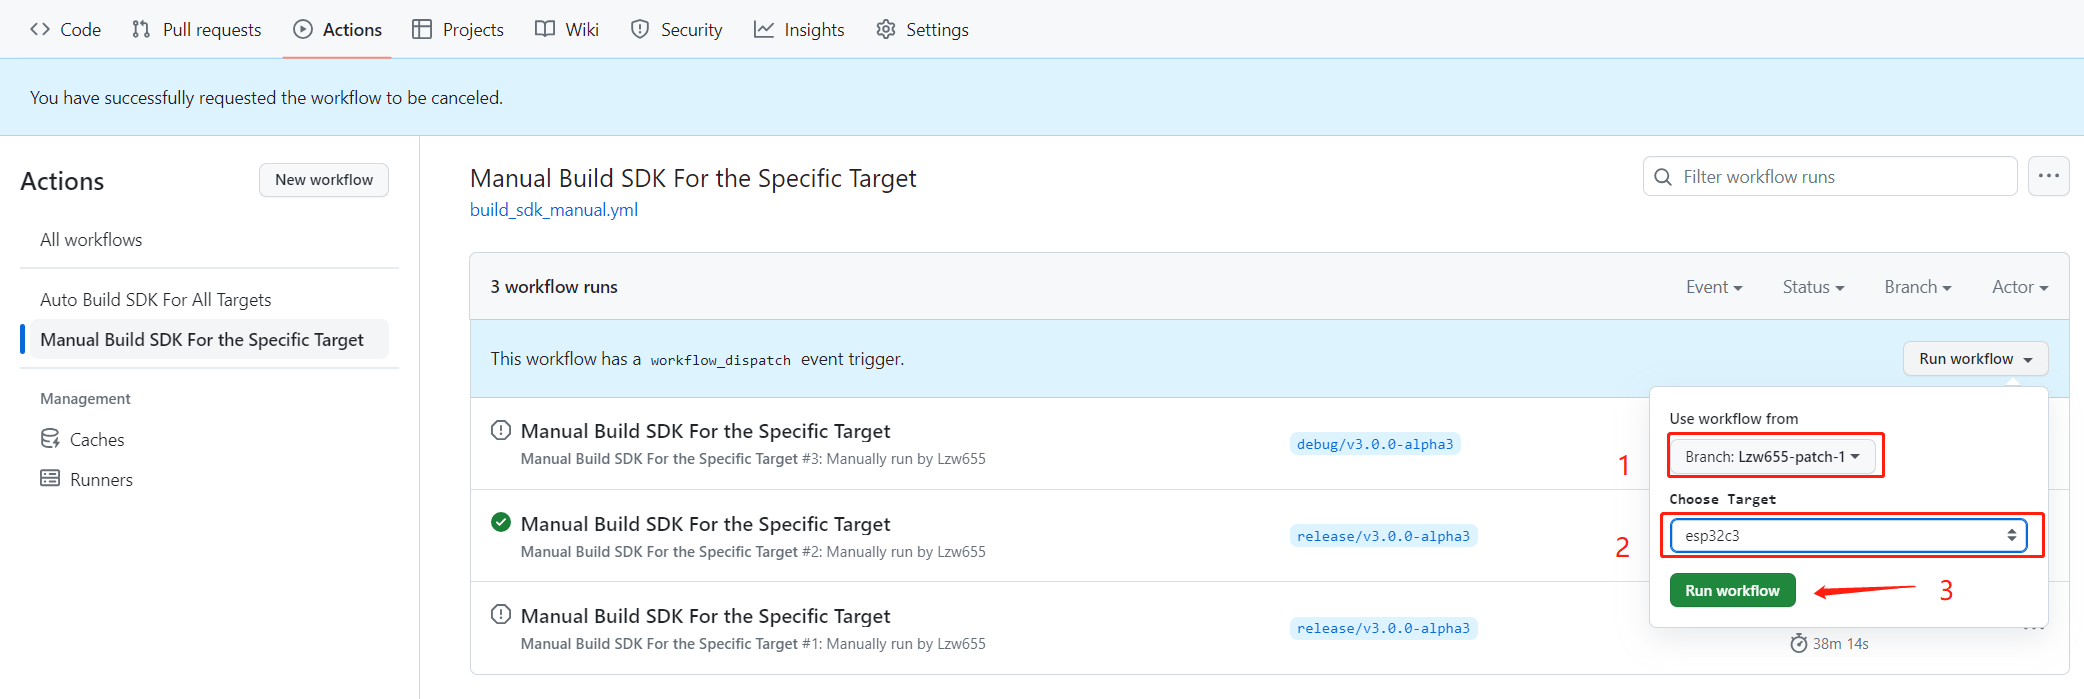 Code Pull requests Actions Projects Wiki Security Insights Settings
You have successfully requested the workflow to be canceled.
Actions
New workflow
All workflows
Auto Build SDK For All Targets
Manual Build SDK For the Specific Target
Management
Caches
Runners
Manual Build SDK For the Specific Target
build_sdk_manual.yml
Filter workflow runs
3 workflow runs
Event Status Branch Actor
This workflow has a workflow_dispatch event trigger.
Run workflow
Manual Build SDK For the Specific Target
Manual Build SDK For the Specific Target #3: Manually run by Lzw655
debug/v3.0.0-alpha3
Manual Build SDK For the Specific Target
Manual Build SDK For the Specific Target #2: Manually run by Lzw655
release/v3.0.0-alpha3
Manual Build SDK For the Specific Target
Manual Build SDK For the Specific Target #1: Manually run by Lzw655
release/v3.0.0-alpha3
38m 14s
Use workflow from
1
Branch: Lzw655-patch-1
Choose Target
2
esp32c3
Run workflow
3